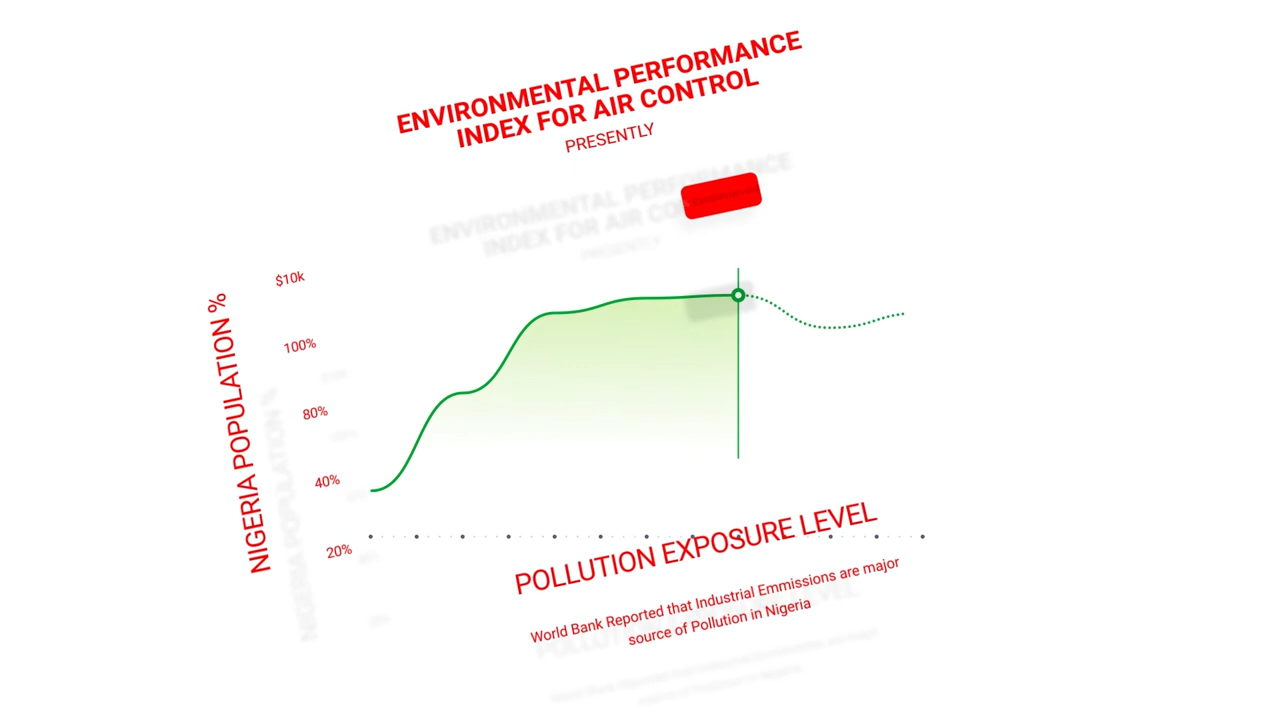 ENVIRONMENTAL PERFORMANCE
INDEX FOR AIR CONTROL
PRESENTLY
$10k
100%
80%
40%
20%
NIGERIA POPULATION %
POLLUTION EXPOSURE LEVEL
World Bank Reported that Industrial Emmissions are major
source of Pollution in Nigeria